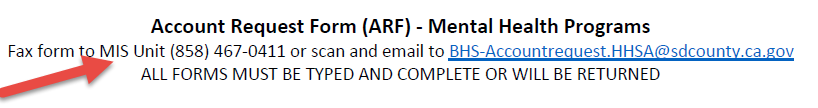 Account Request Form (ARF) - Mental Health Programs
Fax form to MIS Unit (858) 467-0411 or scan and email to BHS-Accountrequest.HHSA@sdcounty.ca.gov
ALL FORMS MUST BE TYPED AND COMPLETE OR WILL BE RETURNED